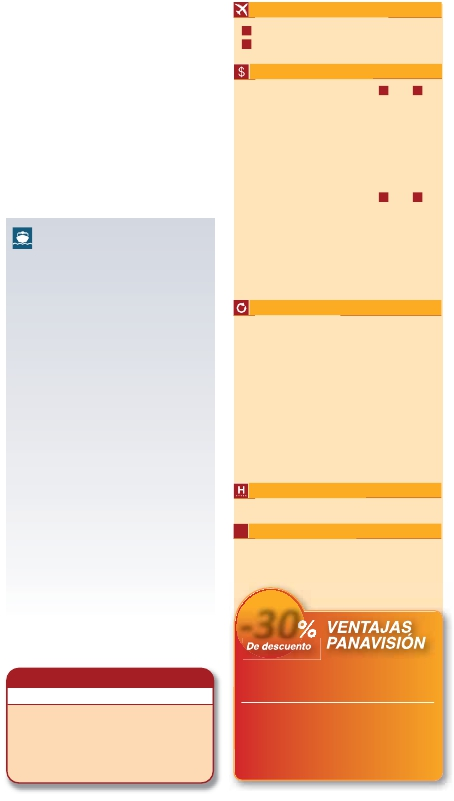 $
H
-30%
De descuento
VENTAJAS
PANAVISIÓN